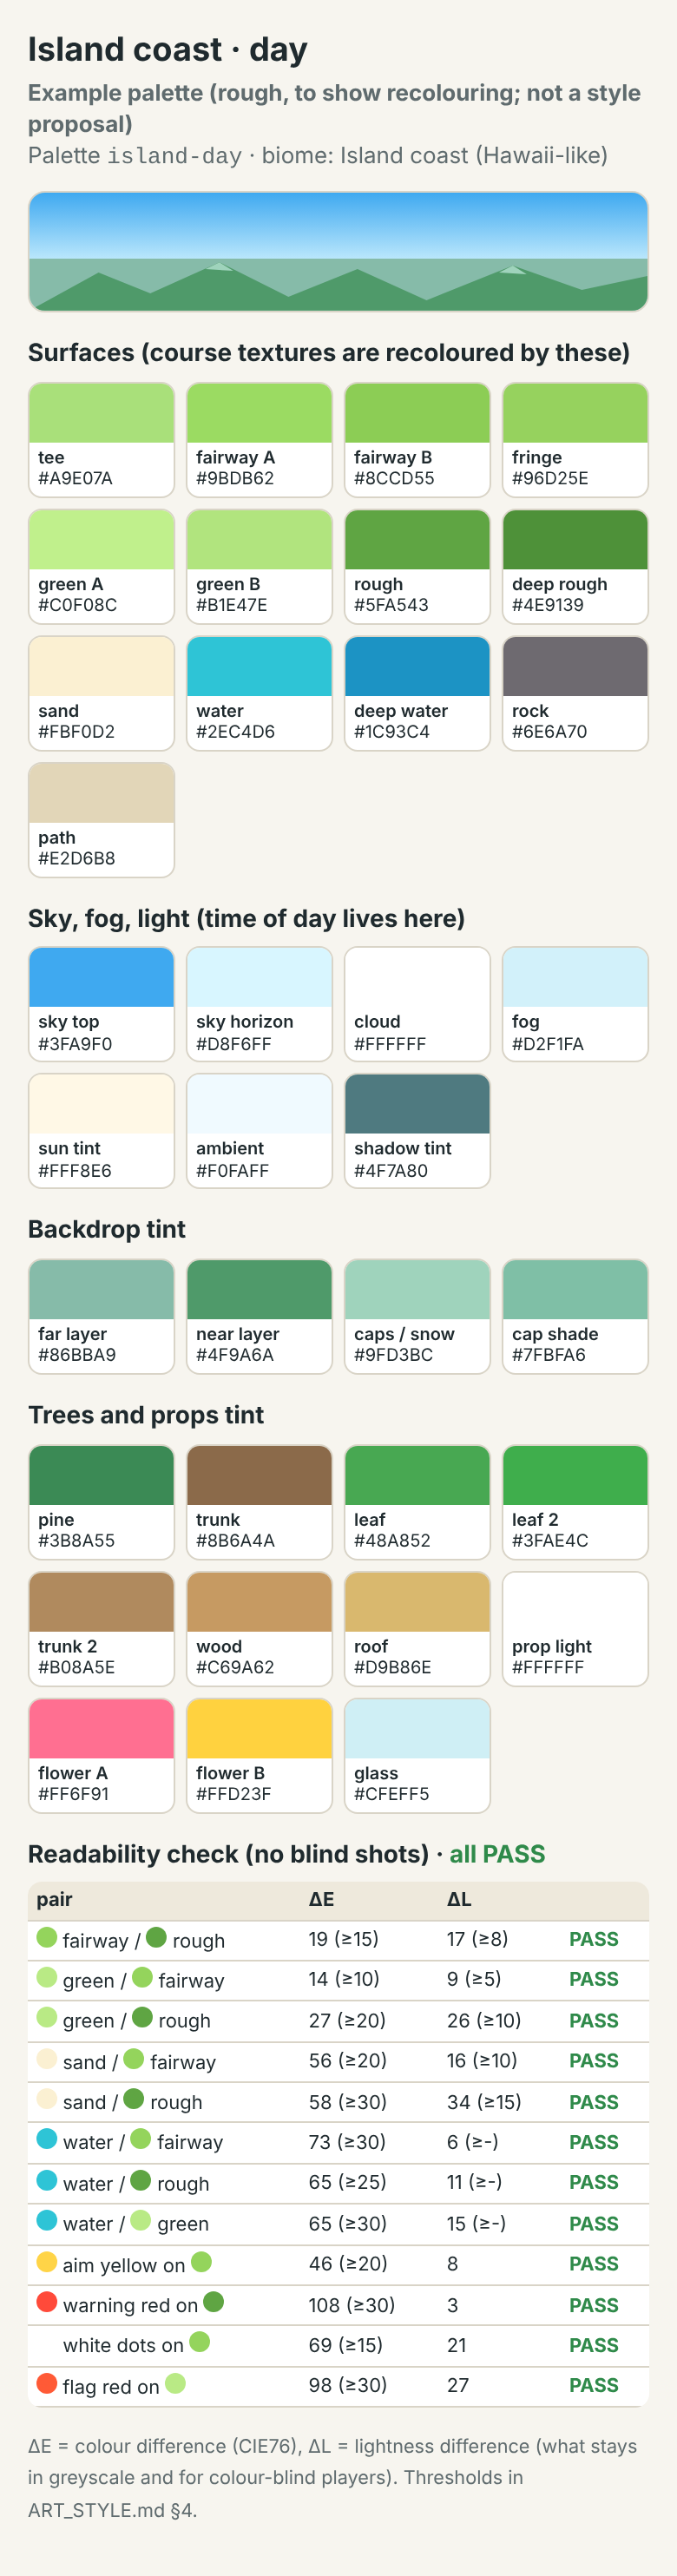 Island coast · day
Example palette (rough, to show recolouring; not a style
proposal)
Palette island-day · biome: Island coast (Hawaii-like)
Surfaces (course textures are recoloured by these)
tee
#A9E07A
fairway A
#9BDB62
fairway B
#8CCD55
fringe
#96D25E
green A
#C0F08C
green B
#B1E47E
rough
#5FA543
deep rough
#4E9139
sand
#FBF0D2
water
#2EC4D6
deep water
#1C93C4
rock
#6E6A70
path
#E2D6B8
Sky, fog, light (time of day lives here)
sky top
#3FA9F0
sky horizon
#D8F6FF
cloud
#FFFFFF
fog
#D2F1FA
sun tint
#FFF8E6
ambient
#F0FAFF
shadow tint
#4F7A80
Backdrop tint
far layer
#86BBA9
near layer
#4F9A6A
caps / snow
#9FD3BC
cap shade
#7FBFA6
Trees and props tint
pine
#3B8A55
trunk
#8B6A4A
leaf
#48A852
leaf 2
#3FAE4C
trunk 2
#B08A5E
wood
#C69A62
roof
#D9B86E
prop light
#FFFFFF
flower A
#FF6F91
flower B
#FFD23F
glass
#CFEFF5
Readability check (no blind shots) · all PASS
pair ΔE ΔL
fairway / rough 19 (≥15) 17 (≥8) PASS
green / fairway 14 (≥10) 9 (≥5) PASS
green / rough 27 (≥20) 26 (≥10) PASS
sand / fairway 56 (≥20) 16 (≥10) PASS
sand / rough 58 (≥30) 34 (≥15) PASS
water / fairway 73 (≥30) 6 (≥-) PASS
water / rough 65 (≥25) 11 (≥-) PASS
water / green 65 (≥30) 15 (≥-) PASS
aim yellow on 46 (≥20) 8 PASS
warning red on 108 (≥30) 3 PASS
white dots on 69 (≥15) 21 PASS
flag red on 98 (≥30) 27 PASS
ΔE = colour difference (CIE76), ΔL = lightness difference (what stays
in greyscale and for colour-blind players). Thresholds in
ART_STYLE.md §4.